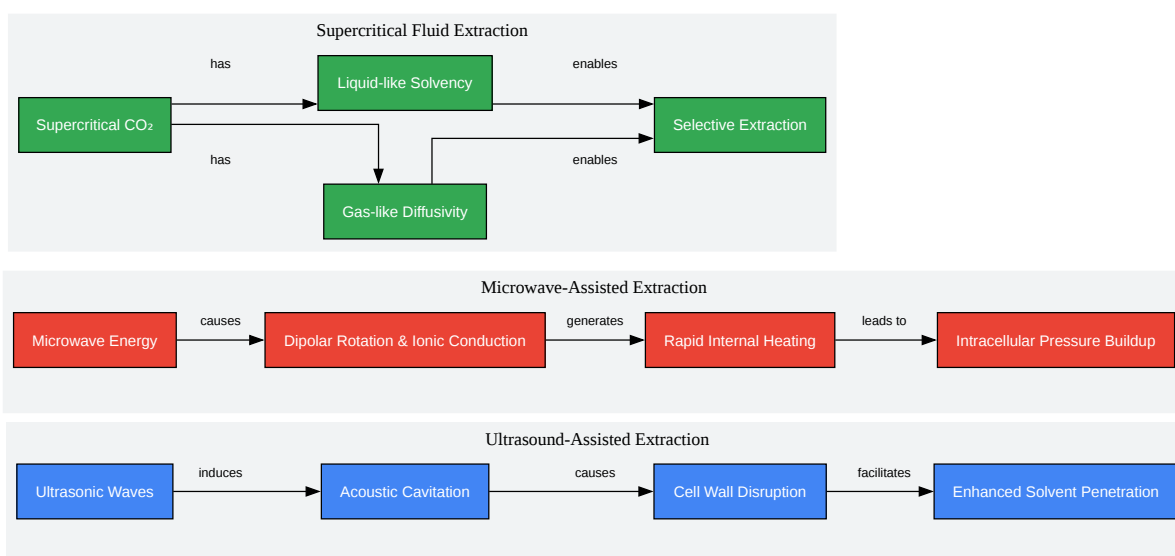 Supercritical Fluid Extraction
has
enables
Liquid-like Solvency
Supercritical CO₂
Selective Extraction
has
enables
Gas-like Diffusivity
Microwave-Assisted Extraction
causes
generates
leads to
Microwave Energy
Dipolar Rotation & Ionic Conduction
Rapid Internal Heating
Intracellular Pressure Buildup
Ultrasound-Assisted Extraction
induces
causes
facilitates
Ultrasonic Waves
Acoustic Cavitation
Cell Wall Disruption
Enhanced Solvent Penetration